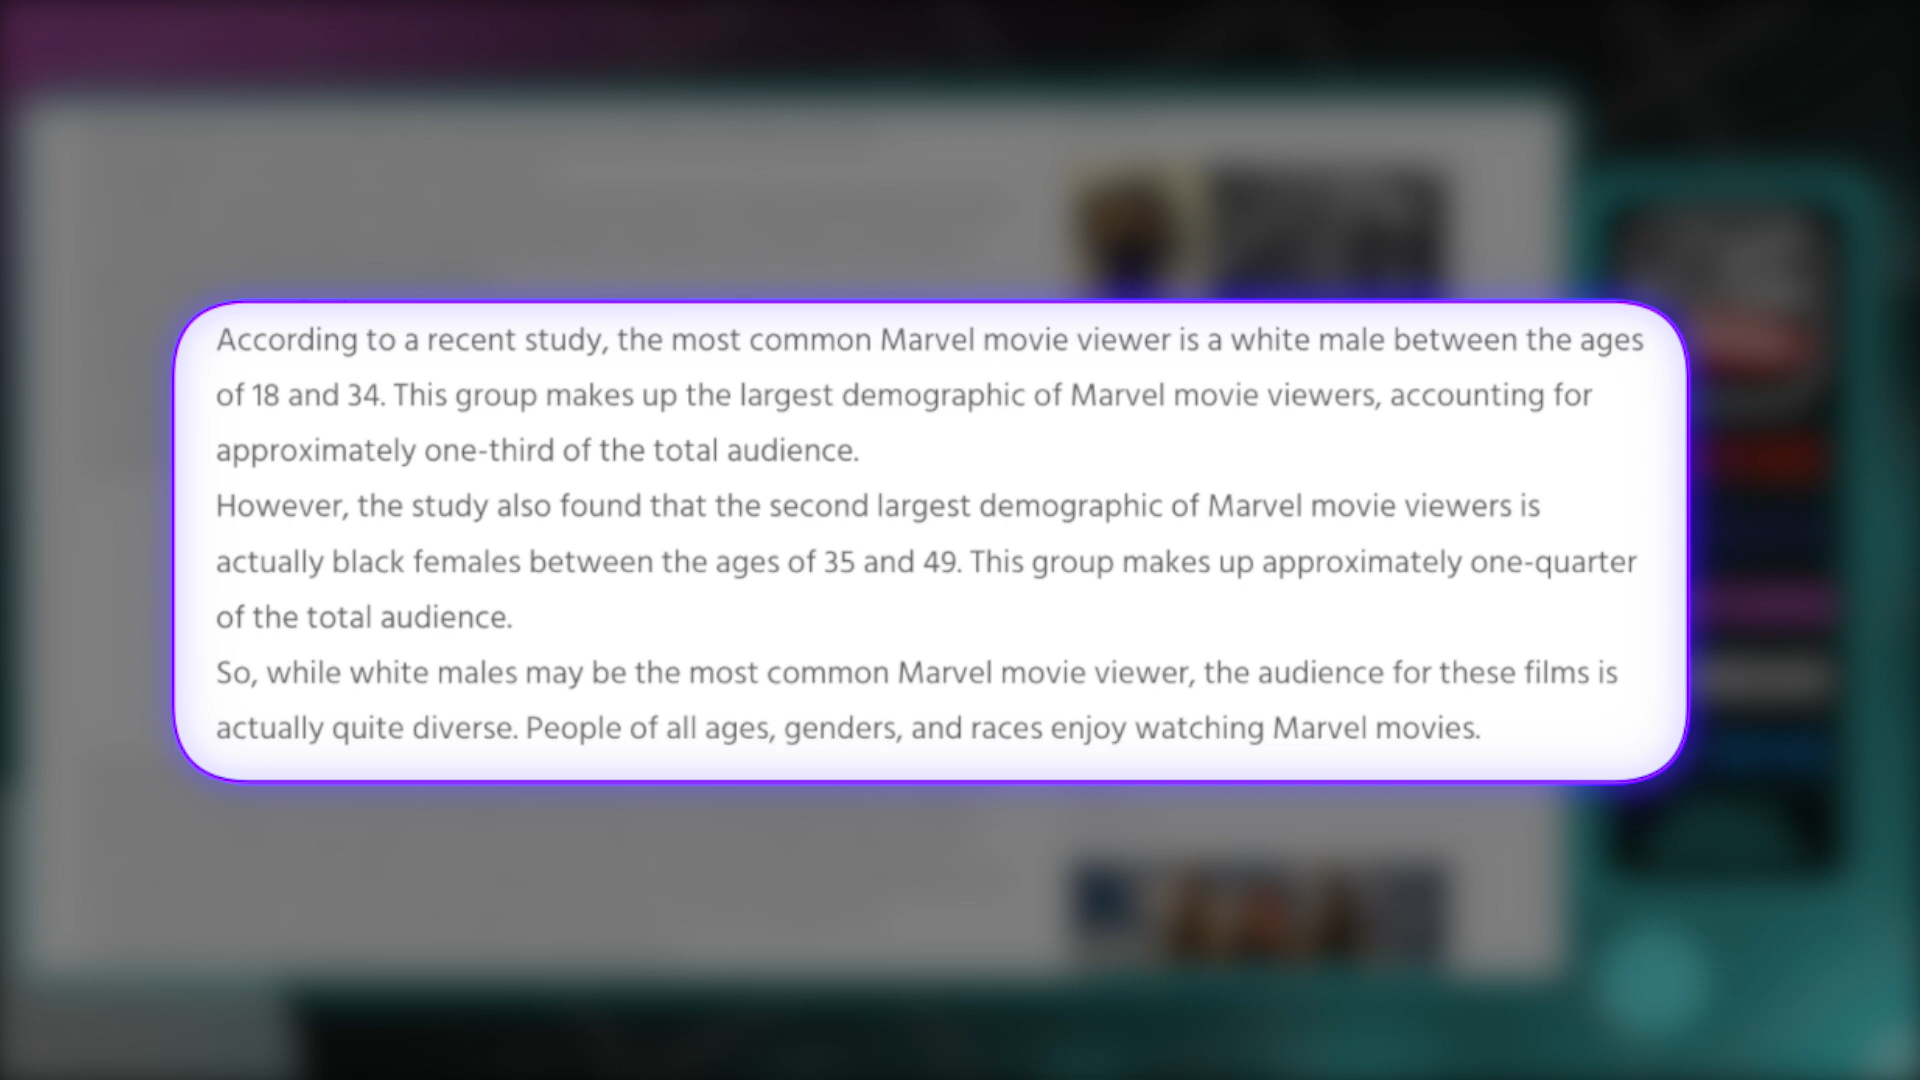 According to a recent study, the most common Marvel movie viewer is a white male between the ages
of 18 and 34. This group makes up the largest demographic of Marvel movie viewers, accounting for
approximately one-third of the total audience.
However, the study also found that the second largest demographic of Marvel movie viewers is
actually black females between the ages of 35 and 49. This group makes up approximately one-quarter
of the total audience.
So, while white males may be the most common Marvel movie viewer, the audience for these films is
actually quite diverse. People of all ages, genders, and races enjoy watching Marvel movies.